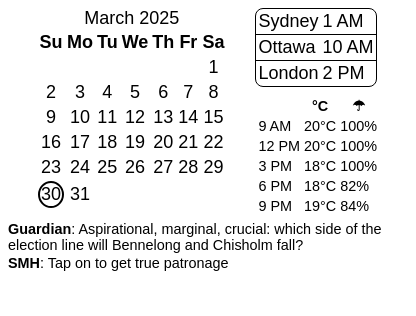 March 2025
Su Mo Tu We Th Fr Sa
1
2 3 4 5 6 7 8
9 10 11 12 13 14 15
16 17 18 19 20 21 22
23 24 25 26 27 28 29
30 31
Sydney 1 AM
Ottawa 10 AM
London 2 PM
°C ☂
9 AM 20°C 100%
12 PM 20°C 100%
3 PM 18°C 100%
6 PM 18°C 82%
9 PM 19°C 84%
Guardian: Aspirational, marginal, crucial: which side of the
election line will Bennelong and Chisholm fall?
SMH: Tap on to get true patronage